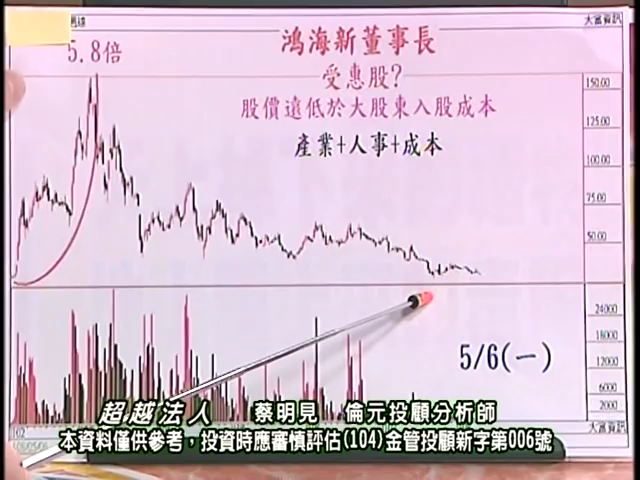 大富資訊
5.8倍
鴻海新董事長
受惠股?
股價遠低於大股東入股成本
產業+人事+成本
150.00
125.00
100.00
75.00
50.00
24000
18000
12000
6000
2000
5/6(一)
大富資訊
超越法人 蔡明見 倫元投顧分析師
本資料僅供參考,投資時應審慎評估(104)金管投顧新字第006號